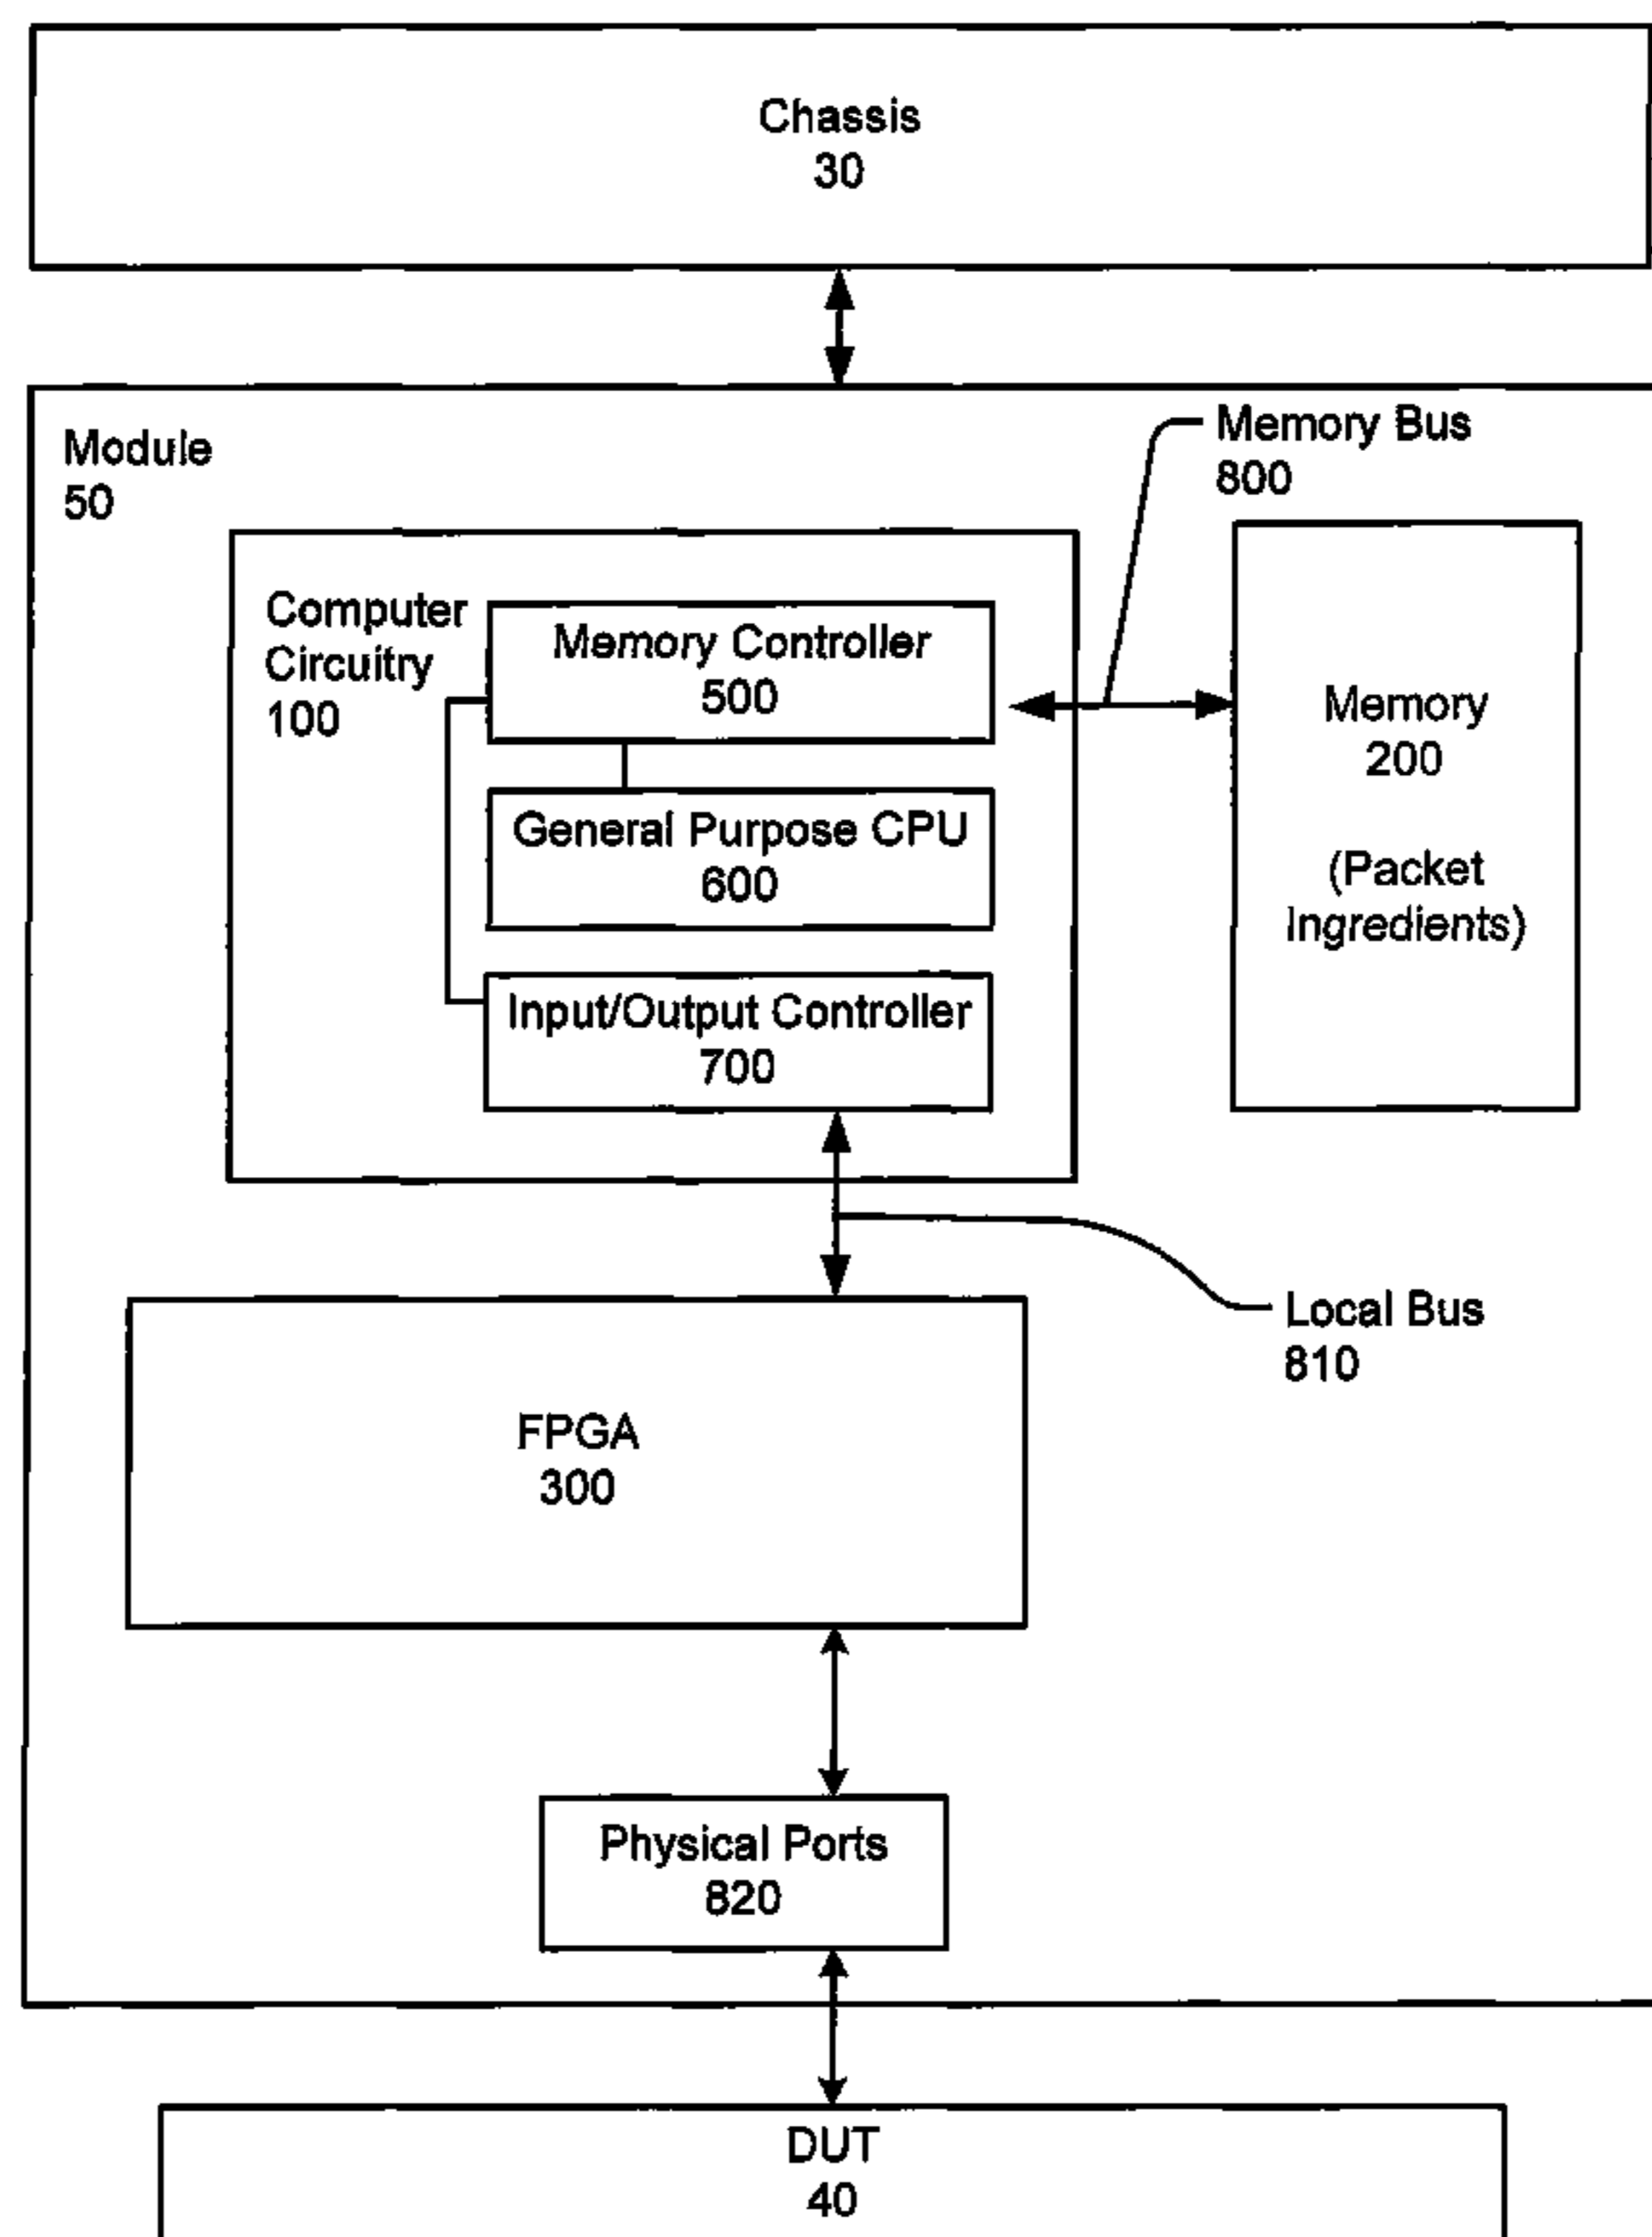 Chassis
30
Module
50
Memory Bus
800
Computer
Circuitry
100
Memory Controller
500
General Purpose CPU
600
Input/Output Controller
700
Memory
200
(Packet
Ingredients)
Local Bus
810
FPGA
300
Physical Ports
820
DUT
40